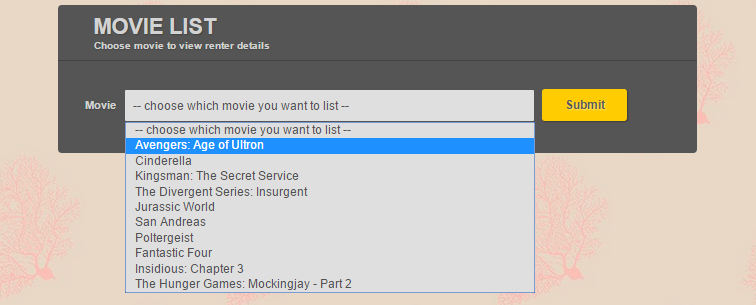 MOVIE LIST
Choose movie to view renter details
Movie -- choose which movie you want to list -- Submit
-- choose which movie you want to list --
Avengers: Age of Ultron
Cinderella
Kingsman: The Secret Service
The Divergent Series: Insurgent
Jurassic World
San Andreas
Poltergeist
Fantastic Four
Insidious: Chapter 3
The Hunger Games: Mockingjay - Part 2